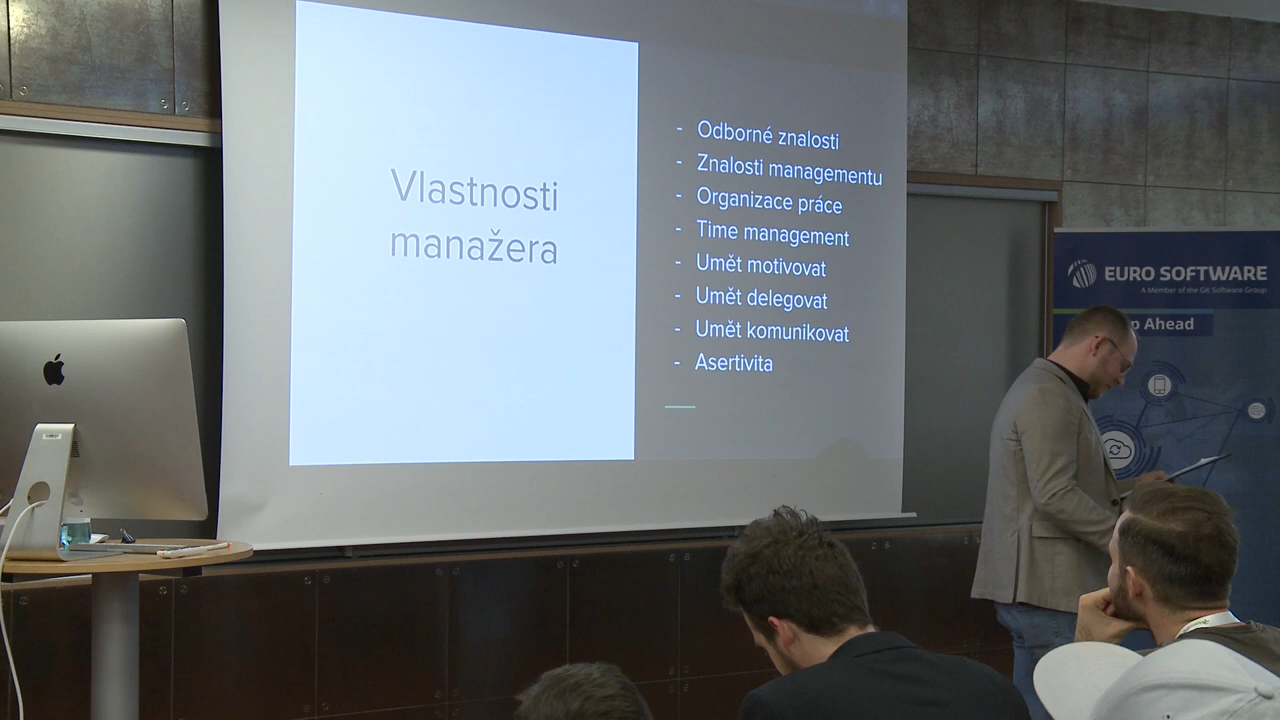 Vlastnosti
manažera
- Odborné znalosti
- Znalosti managementu
- Organizace práce
- Time management
- Umět motivovat
- Umět delegovat
- Umět komunikovat
- Asertivita
EURO SOFTWARE
A Member of the GK Software Group
Ahead